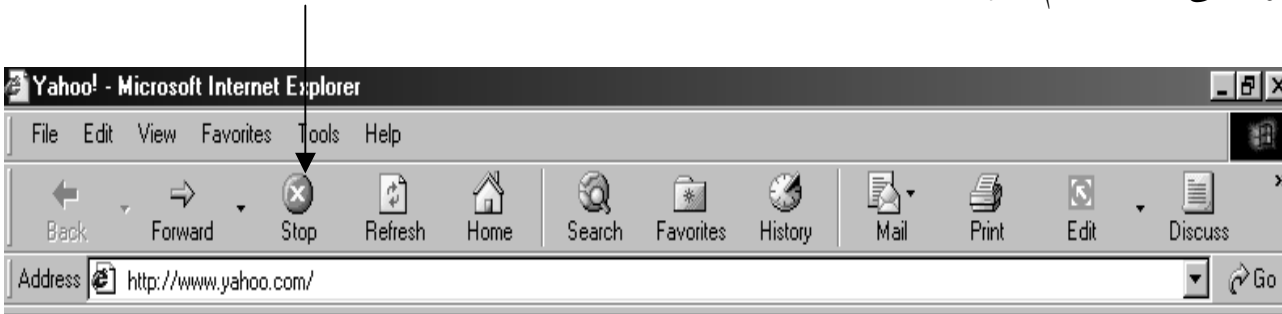 Yahoo! - Microsoft Internet Explorer
File Edit View Favorites Tools Help
Back Forward Stop Refresh Home Search Favorites History Mail Print Edit Discuss
Address http://www.yahoo.com/ Go